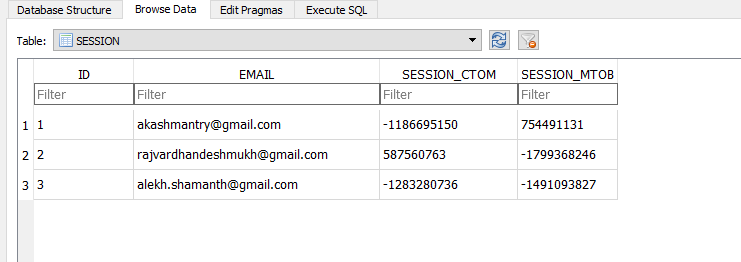 Database Structure Browse Data Edit Pragmas Execute SQL
Table: SESSION
ID EMAIL SESSION_CTOM SESSION_MTOB
Filter Filter Filter Filter
1 1 akashmantry@gmail.com -1186695150 754491131
2 2 rajvardhandeshmukh@gmail.com 587560763 -1799368246
3 3 alekh.shamanth@gmail.com -1283280736 -1491093827